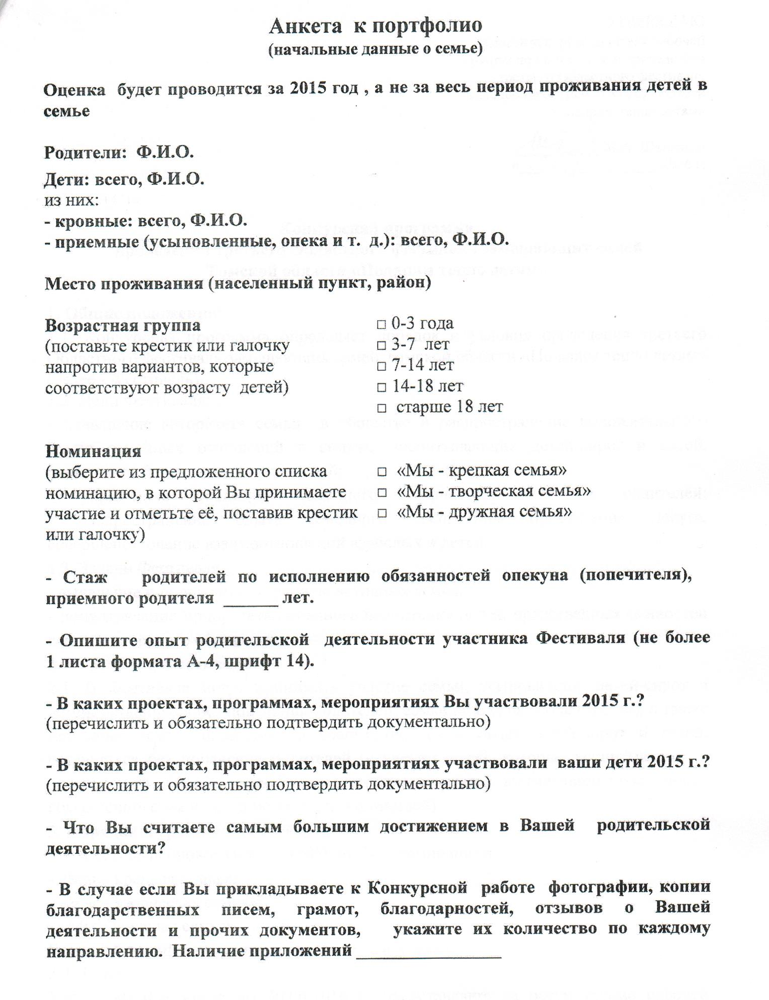 Анкета к портфолио
(начальные данные о семье)
Оценка будет проводится за 2015 год , а не за весь период проживания детей в
семье
Родители: Ф.И.О.
Дети: всего, Ф.И.О.
из них:
- кровные: всего, Ф.И.О.
- приемные (усыновленные, опека и т. д.): всего, Ф.И.О.
Место проживания (населенный пункт, район)
Возрастная группа
(поставьте крестик или галочку
напротив вариантов, которые
соответствуют возрасту детей)
□ 0-3 года
□ 3-7 лет
□ 7-14 лет
□ 14-18 лет
□ старше 18 лет
Номинация
(выберите из предложенного списка
номинацию, в которой Вы принимаете
участие и отметьте её, поставив крестик
или галочку)
□ «Мы - крепкая семья»
□ «Мы - творческая семья»
□ «Мы - дружная семья»
- Стаж родителей по исполнению обязанностей опекуна (попечителя),
приемного родителя ______ лет.
- Опишите опыт родительской деятельности участника Фестиваля (не более
1 листа формата А-4, шрифт 14).
- В каких проектах, программах, мероприятиях Вы участвовали 2015 г.?
(перечислить и обязательно подтвердить документально)
- В каких проектах, программах, мероприятиях участвовали ваши дети 2015 г.?
(перечислить и обязательно подтвердить документально)
- Что Вы считаете самым большим достижением в Вашей родительской
деятельности?
- В случае если Вы прикладываете к Конкурсной работе фотографии, копии
благодарственных писем, грамот, благодарностей, отзывов о Вашей
деятельности и прочих документов, укажите их количество по каждому
направлению. Наличие приложений ________________